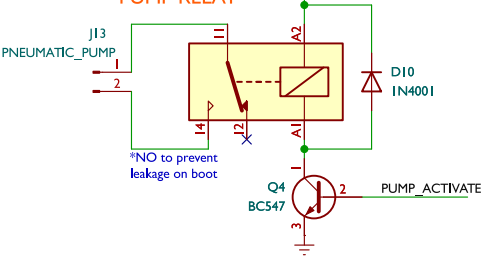 PUMP RELAY
J13
PNEUMATIC_PUMP
1
2
11
A2
14
12
A1
D10
1N4001
*NO to prevent
leakage on boot
1
Q4
BC547
2
PUMP_ACTIVATE
3